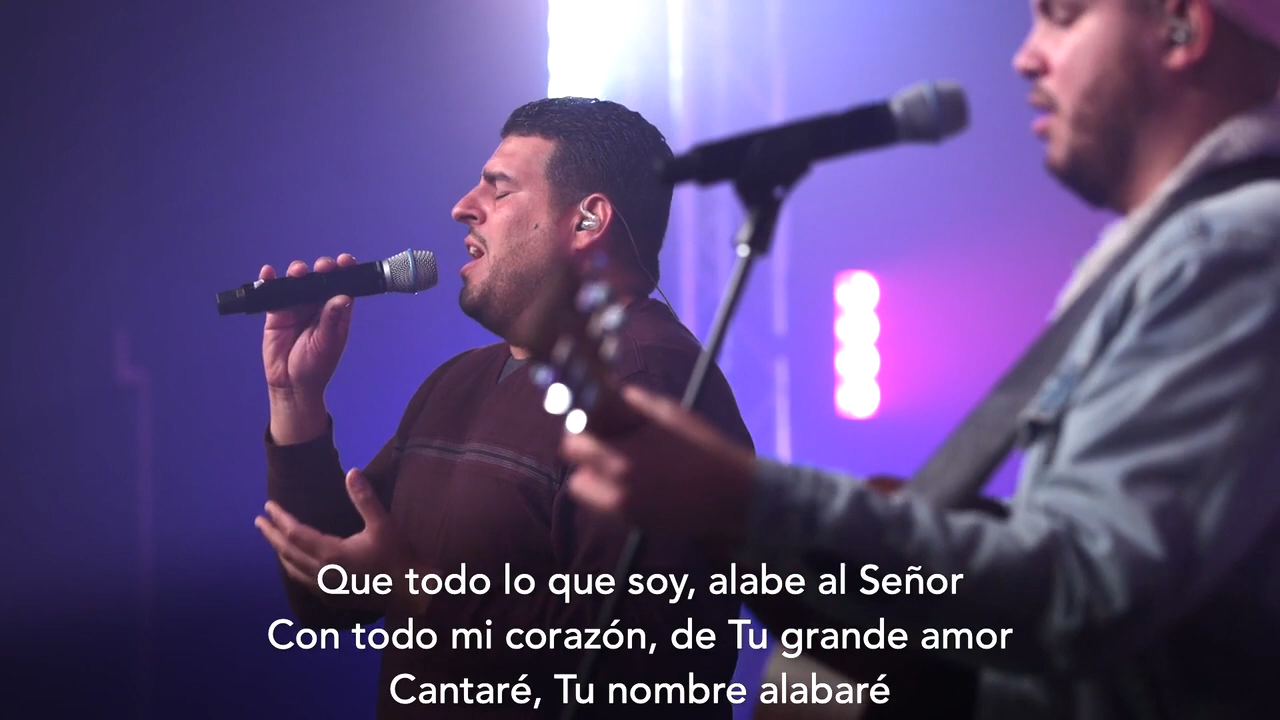 Que todo lo que soy, alabe al Señor
Con todo mi corazón, de Tu grande amor
Cantaré, Tu nombre alabaré